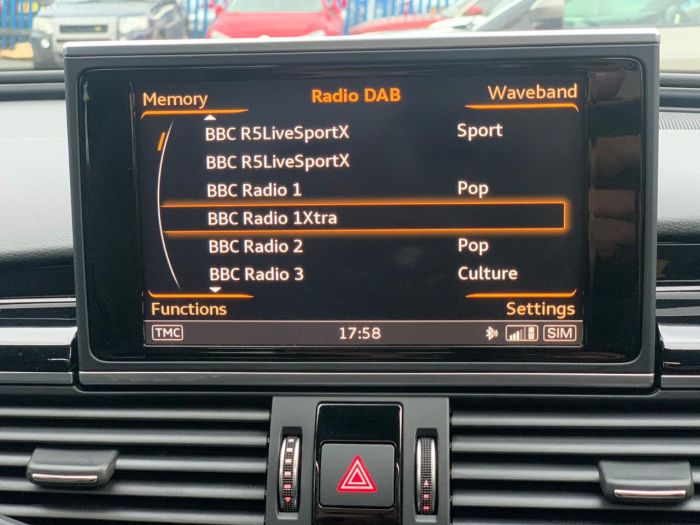 Radio DAB
Memory
Waveband
BBC R5LiveSportX Sport
BBC R5LiveSportX
BBC Radio 1 Pop
BBC Radio 1Xtra
BBC Radio 2 Pop
BBC Radio 3 Culture
Functions
Settings
TMC 17:58 SIM